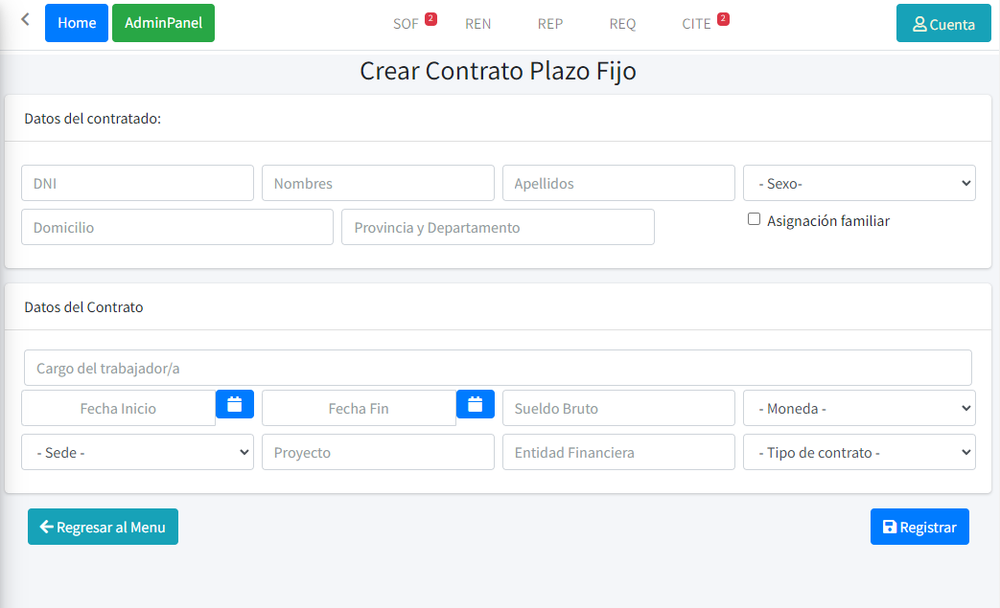 Home AdminPanel SOF 2 REN REP REQ CITE 2 Cuenta
Crear Contrato Plazo Fijo
Datos del contratado:
DNI Nombres Apellidos - Sexo-
Domicilio Provincia y Departamento Asignación familiar
Datos del Contrato
Cargo del trabajador/a
Fecha Inicio Fecha Fin Sueldo Bruto - Moneda -
- Sede - Proyecto Entidad Financiera - Tipo de contrato -
Regresar al Menu Registrar